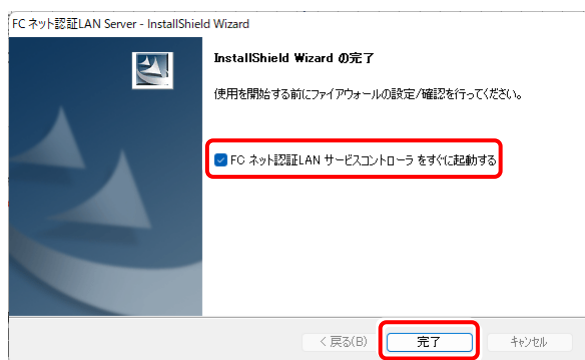 FC ネット認証LAN Server - InstallShield Wizard
InstallShield Wizard の完了
使用を開始する前にファイアウォールの設定/確認を行ってください。
FC ネット認証LAN サービスコントローラ をすぐに起動する
< 戻る(B)
完了
キャンセル